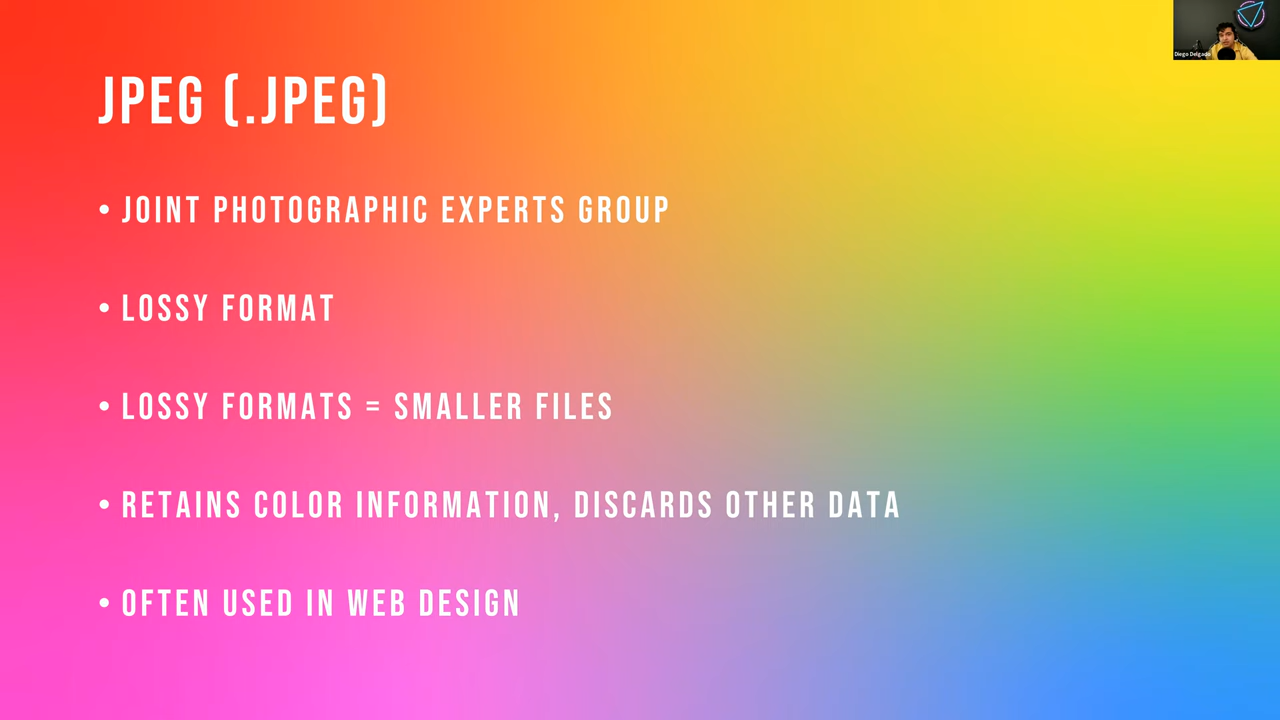 JPEG (.JPEG)
• JOINT PHOTOGRAPHIC EXPERTS GROUP
• LOSSY FORMAT
• LOSSY FORMATS = SMALLER FILES
• RETAINS COLOR INFORMATION, DISCARDS OTHER DATA
• OFTEN USED IN WEB DESIGN
Diego Delgado